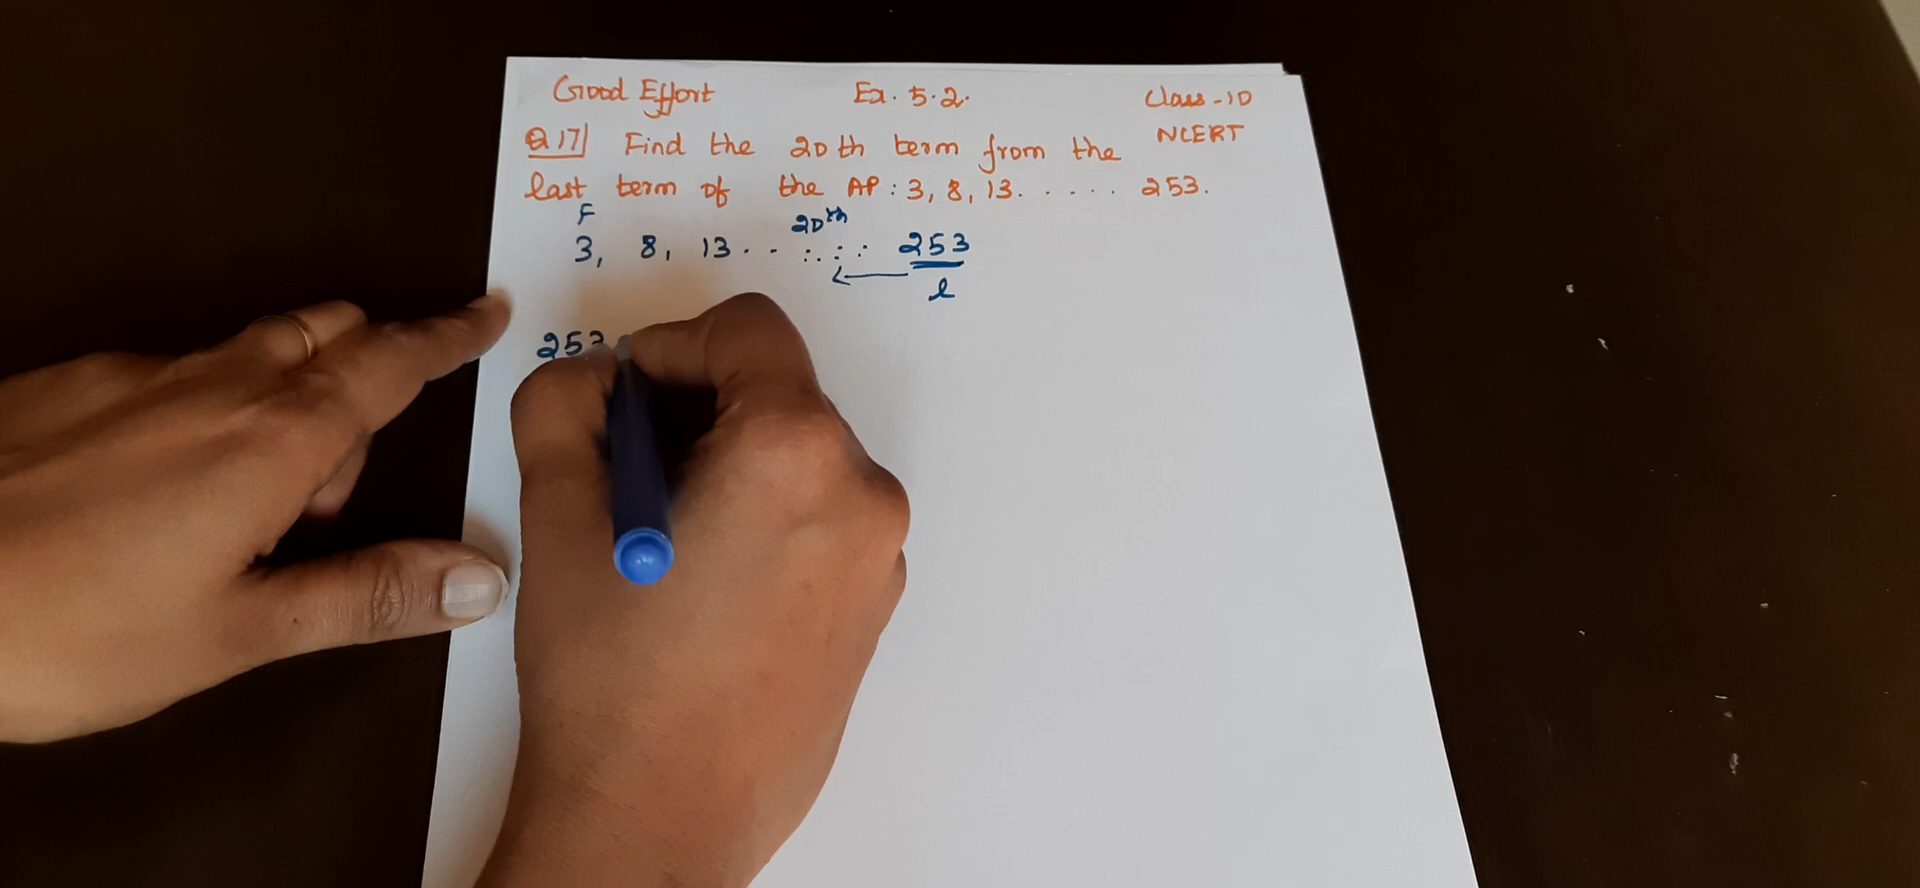 Good Effort Ex. 5.2. Class-10
NCERT
Q17] Find the 20th term from the
last term of the AP: 3, 8, 13. . . . . . 253.
F 20th
3, 8, 13. . . . . . . . 253
l
253